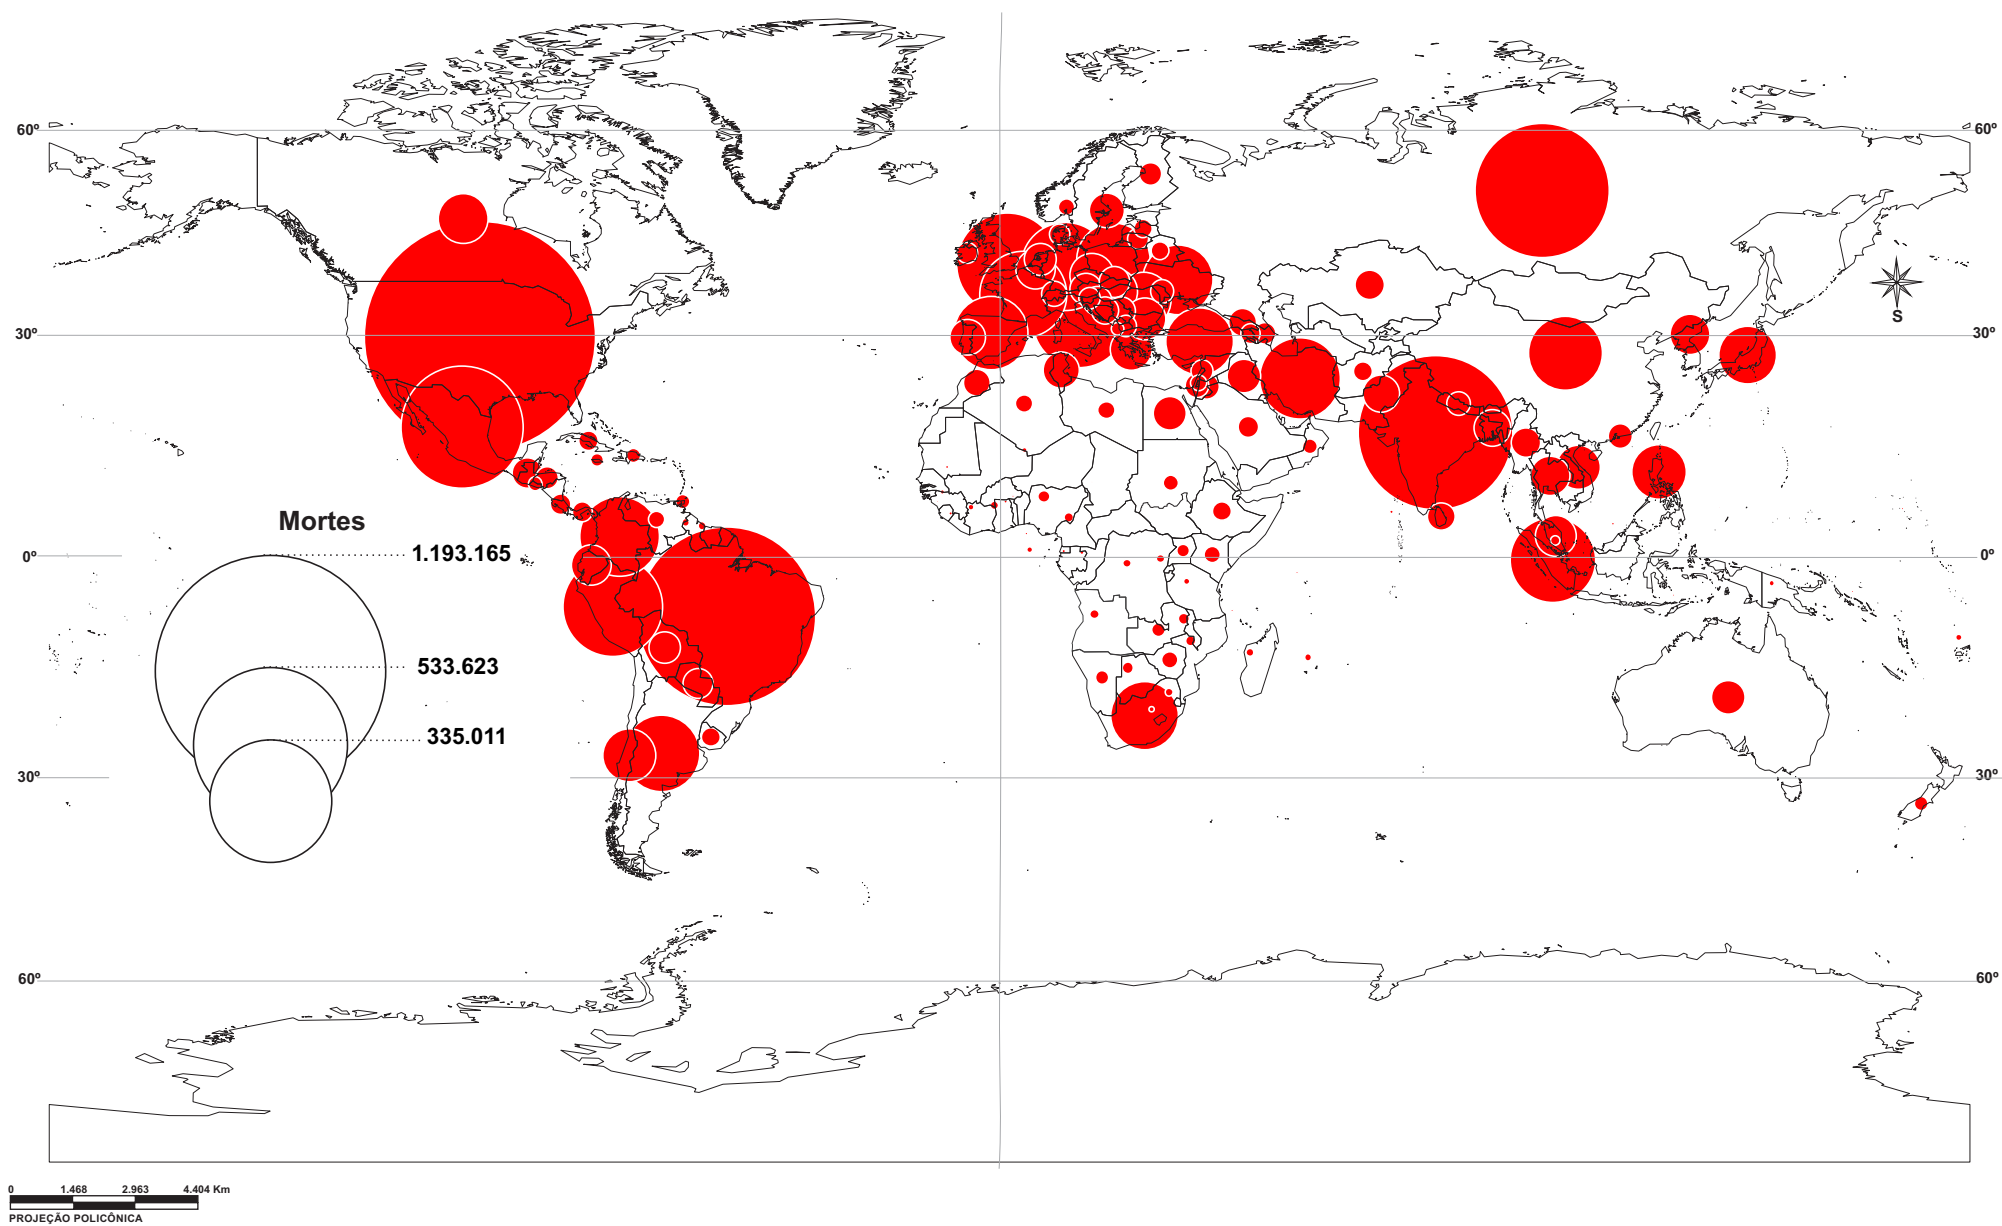 60º
60º
S
30º
30º
Mortes
1.193.165
0º
0º
533.623
335.011
30º
30º
60º
60º
0 1.468 2.963 4.404 Km
PROJEÇÃO POLICÔNICA